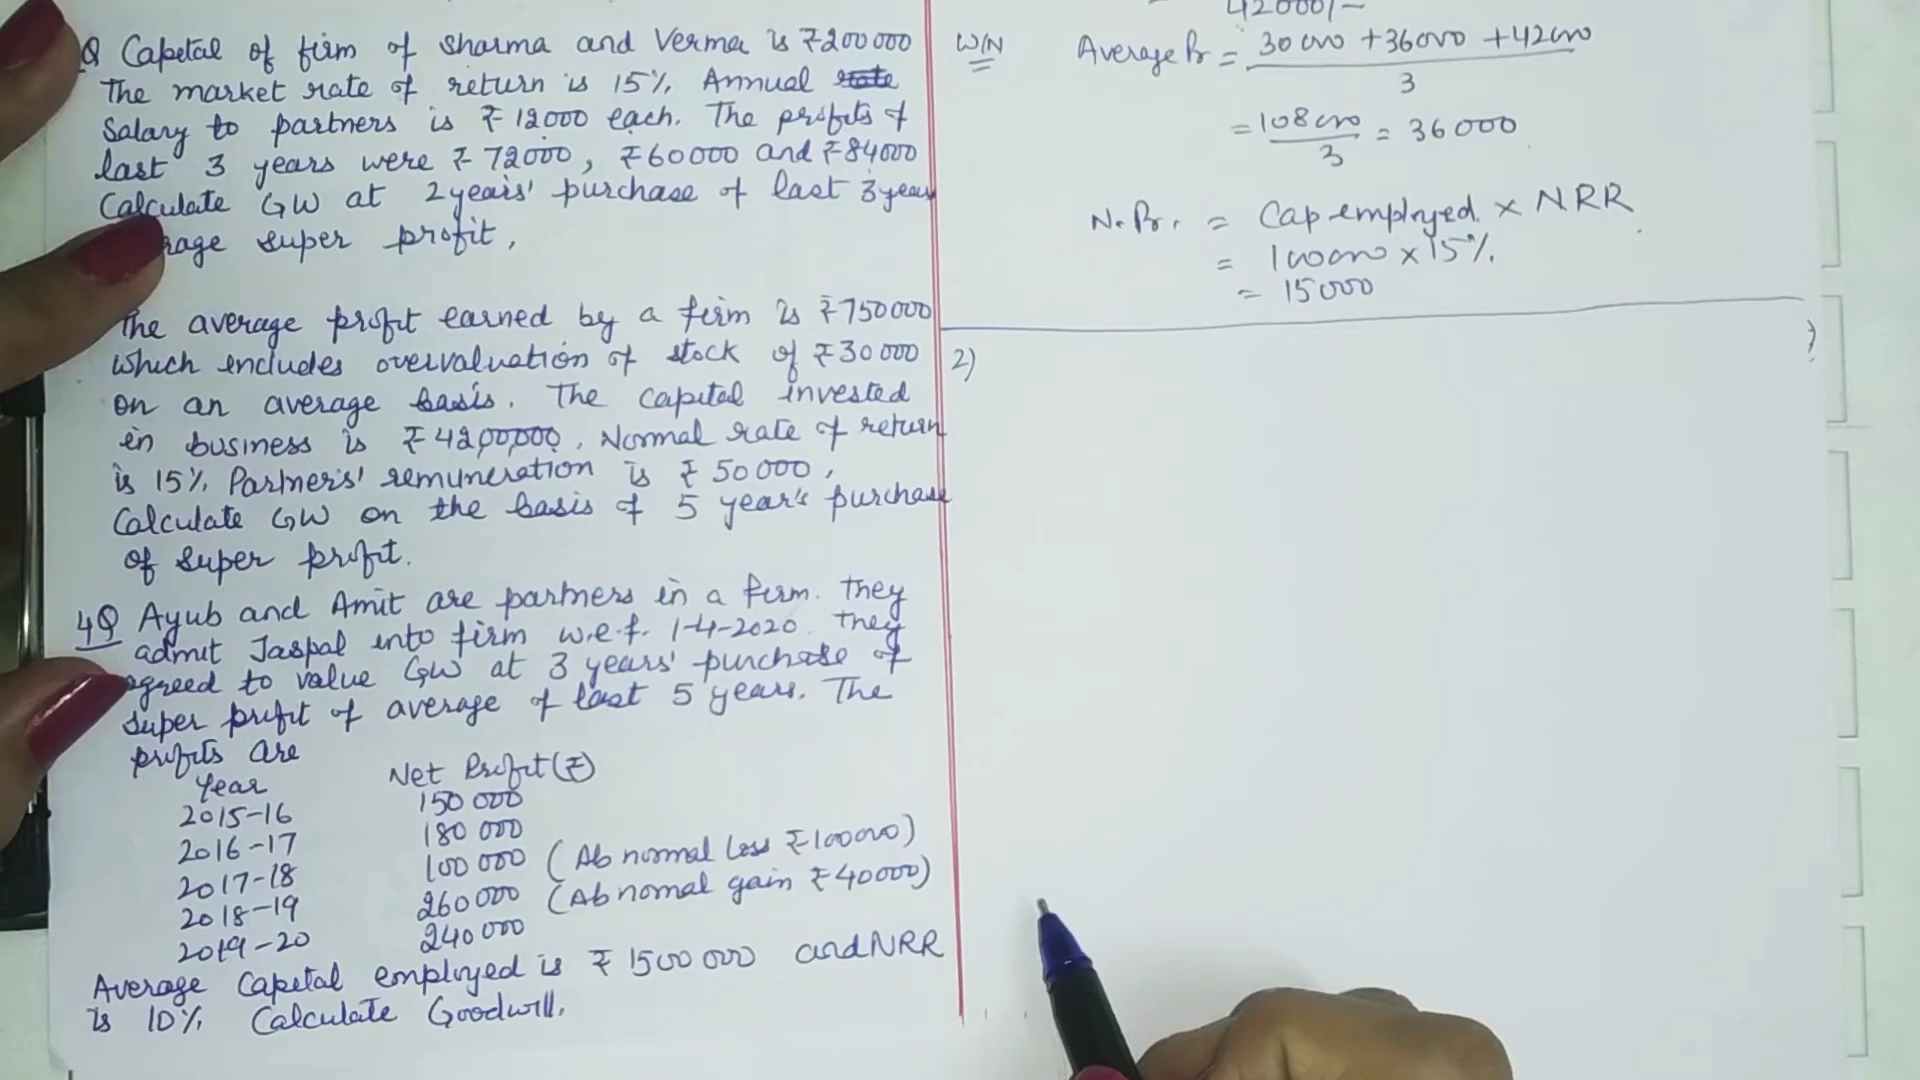 Q Capetal of firm of Sharma and Verma is ₹200000
The market rate of return is 15%. Annual
Salary to partners is ₹12000 each. The profits of
last 3 years were ₹72000, ₹60000 and ₹84000
Calculate GW at 2 years' purchase of last 3 year
rage super profit.
The average profit earned by a firm is ₹750000
which encludes overvaluation of stock of ₹30000
on an average basis. The capital invested
in business is ₹4200,000. Normal rate of return
is 15%. Partners' remuneration is ₹50000.
Calculate GW on the basis of 5 year's purchase
of super profit.
4Q Ayub and Amit are partners in a firm. They
admit Jaspal into firm w.e.f. 1-4-2020. They
agreed to value GW at 3 years' purchase of
super profit of average of last 5 years. The
profits are
Year Net Profit(₹)
2015-16 150000
2016-17 180000
2017-18 100000 (Abnormal loss ₹100000)
2018-19 260000 (Abnomal gain ₹40000)
2019-20 240000
Average Capetal employed is ₹1500000 and NRR
is 10%. Calculate Goodwill.
42000/-
W/N Average Pr = 30000 + 36000 + 42000
3
= 108000 = 36000
3
N. Pr. = Cap employed × NRR
= 100000 × 15%
= 15000
2)